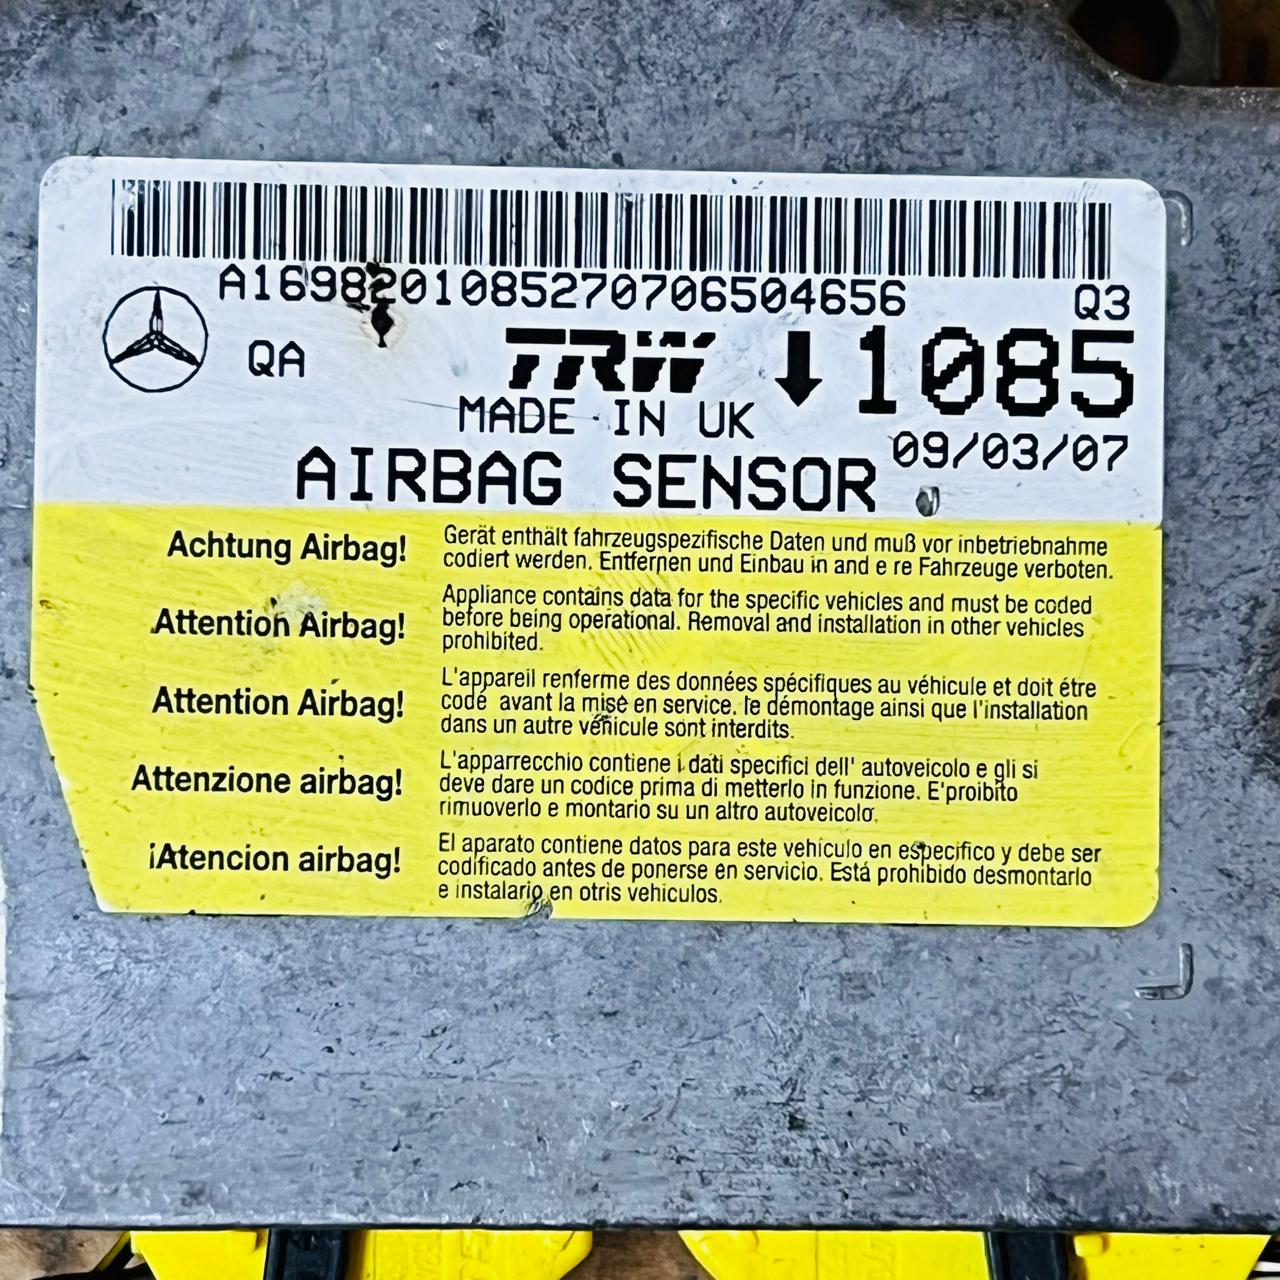 A1698201085270706504656 Q3
QA TRW 1085
MADE IN UK
09/03/07
AIRBAG SENSOR
Achtung Airbag!
Gerät enthält fahrzeugspezifische Daten und muß vor inbetriebnahme
codiert werden. Entfernen und Einbau in and e re Fahrzeuge verboten.
Attention Airbag!
Appliance contains data for the specific vehicles and must be coded
before being operational. Removal and installation in other vehicles
prohibited.
Attention Airbag!
L'appareil renferme des données spécifiques au véhicule et doit étre
codé avant la mise en service. le démontage ainsi que l'installation
dans un autre véhicule sont interdits.
Attenzione airbag!
L'apparrecchio contiene i dati specifici dell' autoveicolo e gli si
deve dare un codice prima di metterlo in funzione. E'proibito
rimuoverlo e montario su un altro autoveicolo.
¡Atencion airbag!
El aparato contiene datos para este vehículo en especifico y debe ser
codificado antes de ponerse en servicio. Está prohibido desmontarlo
e instalario en otris vehiculos.